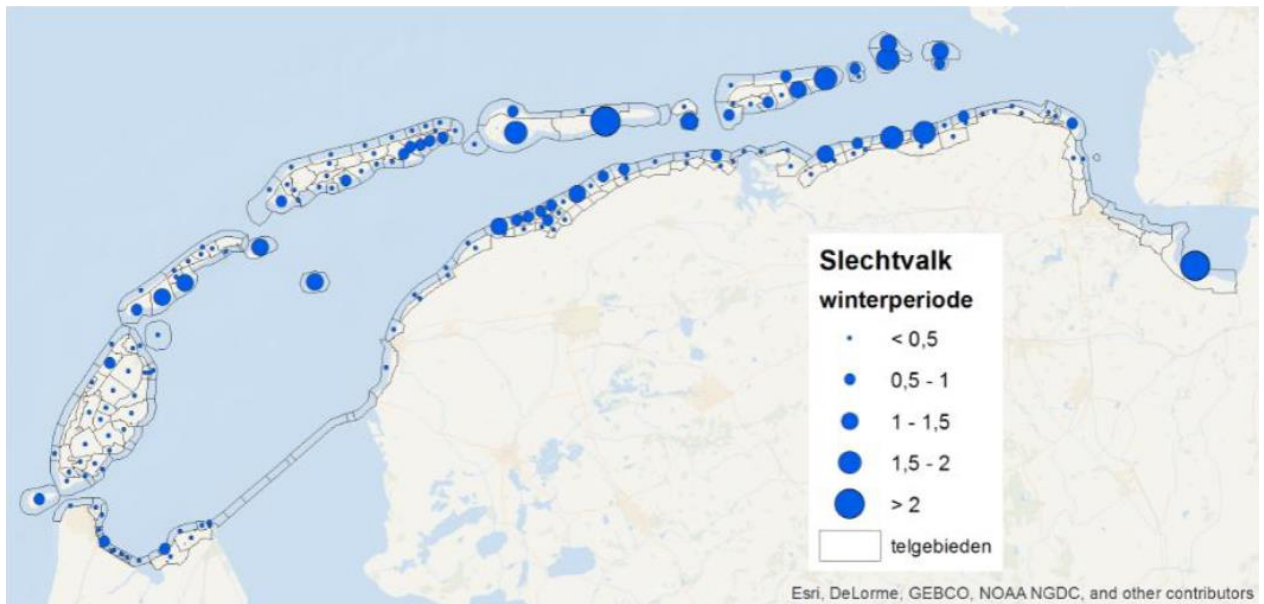 Slechtvalk
winterperiode
< 0,5
0,5 - 1
1 - 1,5
1,5 - 2
> 2
telgebieden
Esri, DeLorme, GEBCO, NOAA NGDC, and other contributors